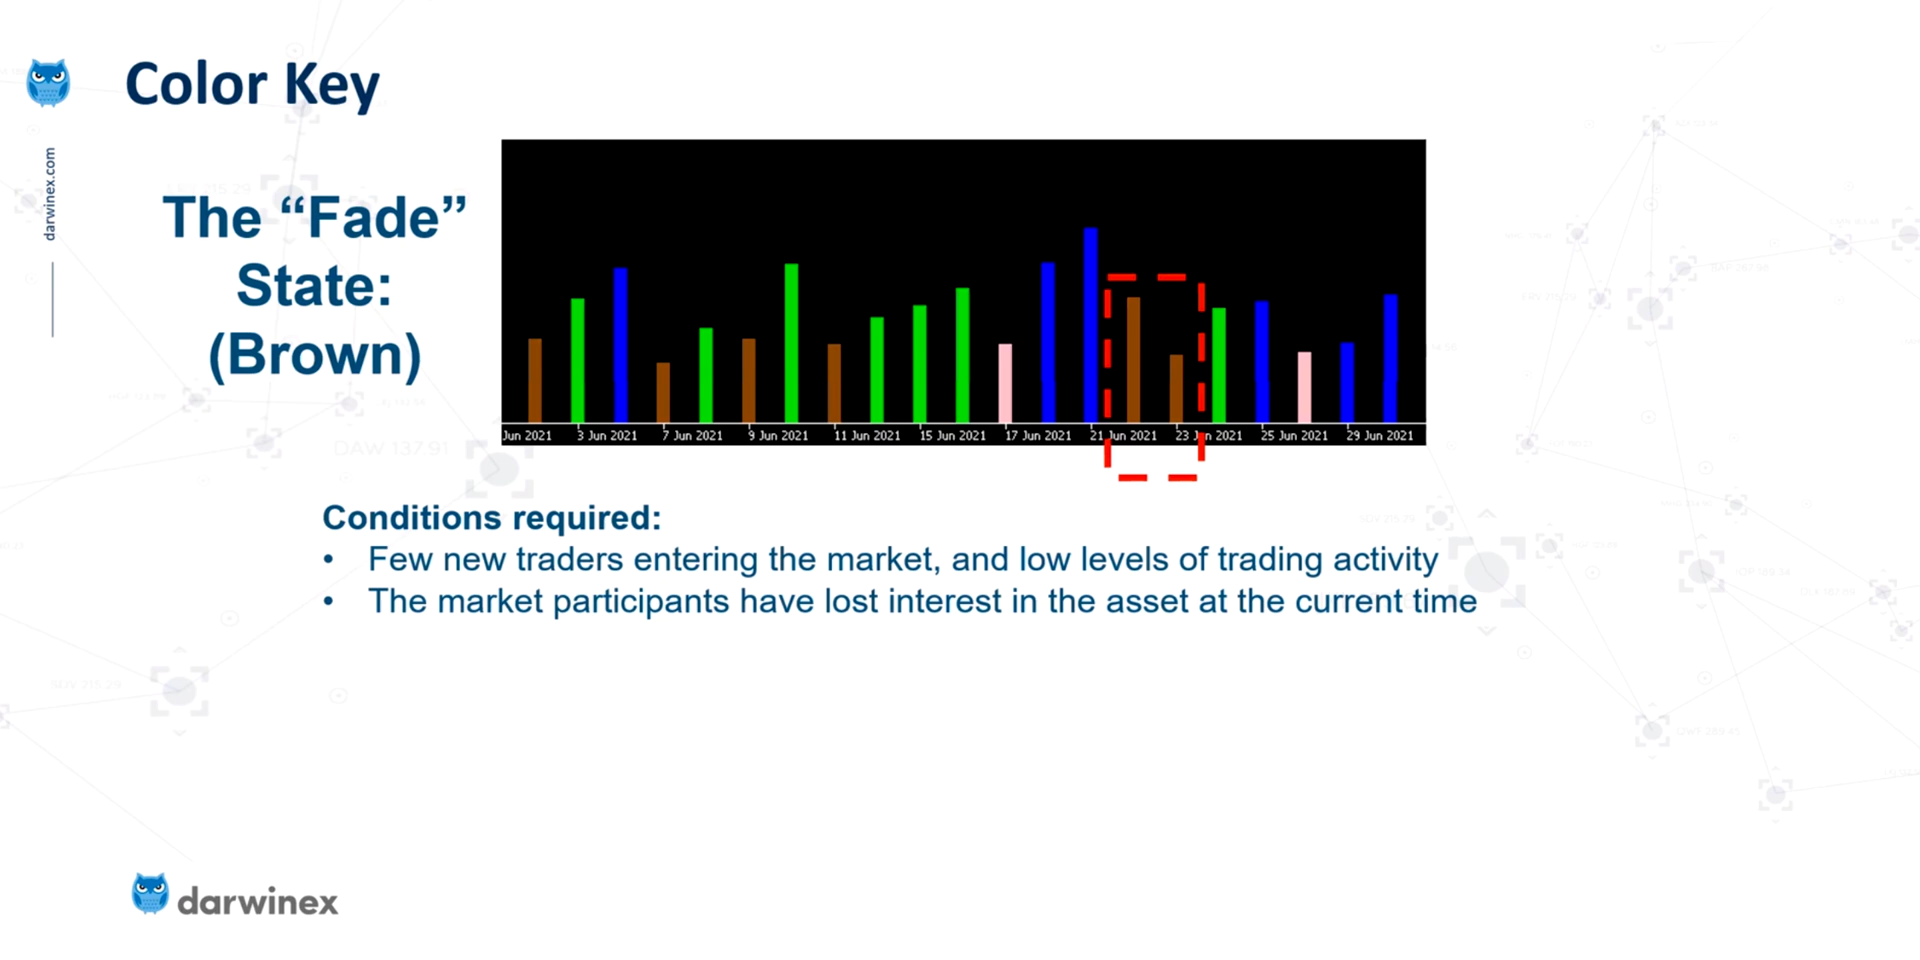 Color Key
darwinex.com
The “Fade”
State:
(Brown)
Jun 2021 3 Jun 2021 7 Jun 2021 9 Jun 2021 11 Jun 2021 15 Jun 2021 17 Jun 2021 21 Jun 2021 23 Jun 2021 25 Jun 2021 29 Jun 2021
DAW 137.91
Conditions required:
• Few new traders entering the market, and low levels of trading activity
• The market participants have lost interest in the asset at the current time
darwinex